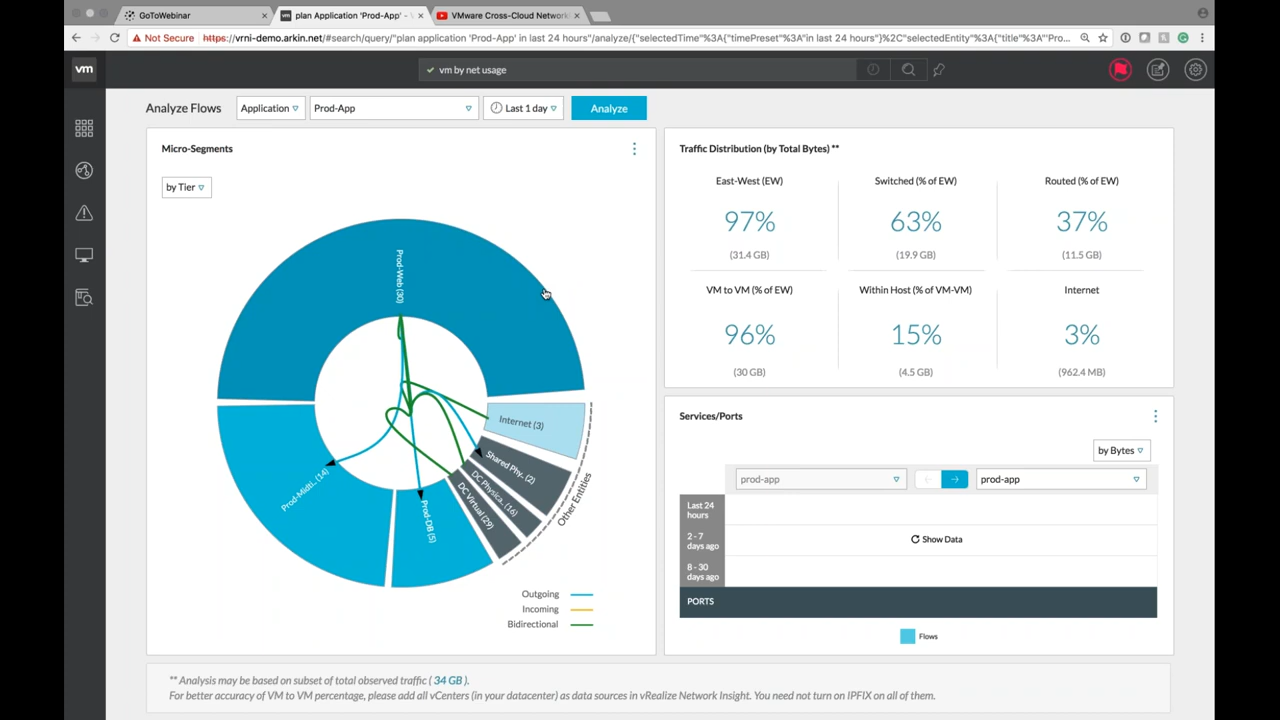 GoToWebinar
plan Application 'Prod-App' -
VMware Cross-Cloud Network
Not Secure https://vrni-demo.arkin.net/#search/query/"plan application 'Prod-App' in last 24 hours"/analyze/{"selectedTime"%3A{"timePreset"%3A"in last 24 hours"}%2C"selectedEntity"%3A{"title"%3A"'Pro...
vm
vm by net usage
Analyze Flows
Application
Prod-App
Last 1 day
Analyze
Micro-Segments
by Tier
Prod-Web (30)
Internet (3)
Shared Phy.. (2)
DC Physica.. (16)
DC Virtual (29)
Other Entities
Prod-DB (5)
Prod-Midti.. (14)
Outgoing
Incoming
Bidirectional
Traffic Distribution (by Total Bytes) **
East-West (EW)
Switched (% of EW)
Routed (% of EW)
97%
63%
37%
(31.4 GB)
(19.9 GB)
(11.5 GB)
VM to VM (% of EW)
Within Host (% of VM-VM)
Internet
96%
15%
3%
(30 GB)
(4.5 GB)
(962.4 MB)
Services/Ports
by Bytes
prod-app
prod-app
Last 24
hours
2 - 7
days ago
Show Data
8 - 30
days ago
PORTS
Flows
** Analysis may be based on subset of total observed traffic ( 34 GB ).
For better accuracy of VM to VM percentage, please add all vCenters (in your datacenter) as data sources in vRealize Network Insight. You need not turn on IPFIX on all of them.